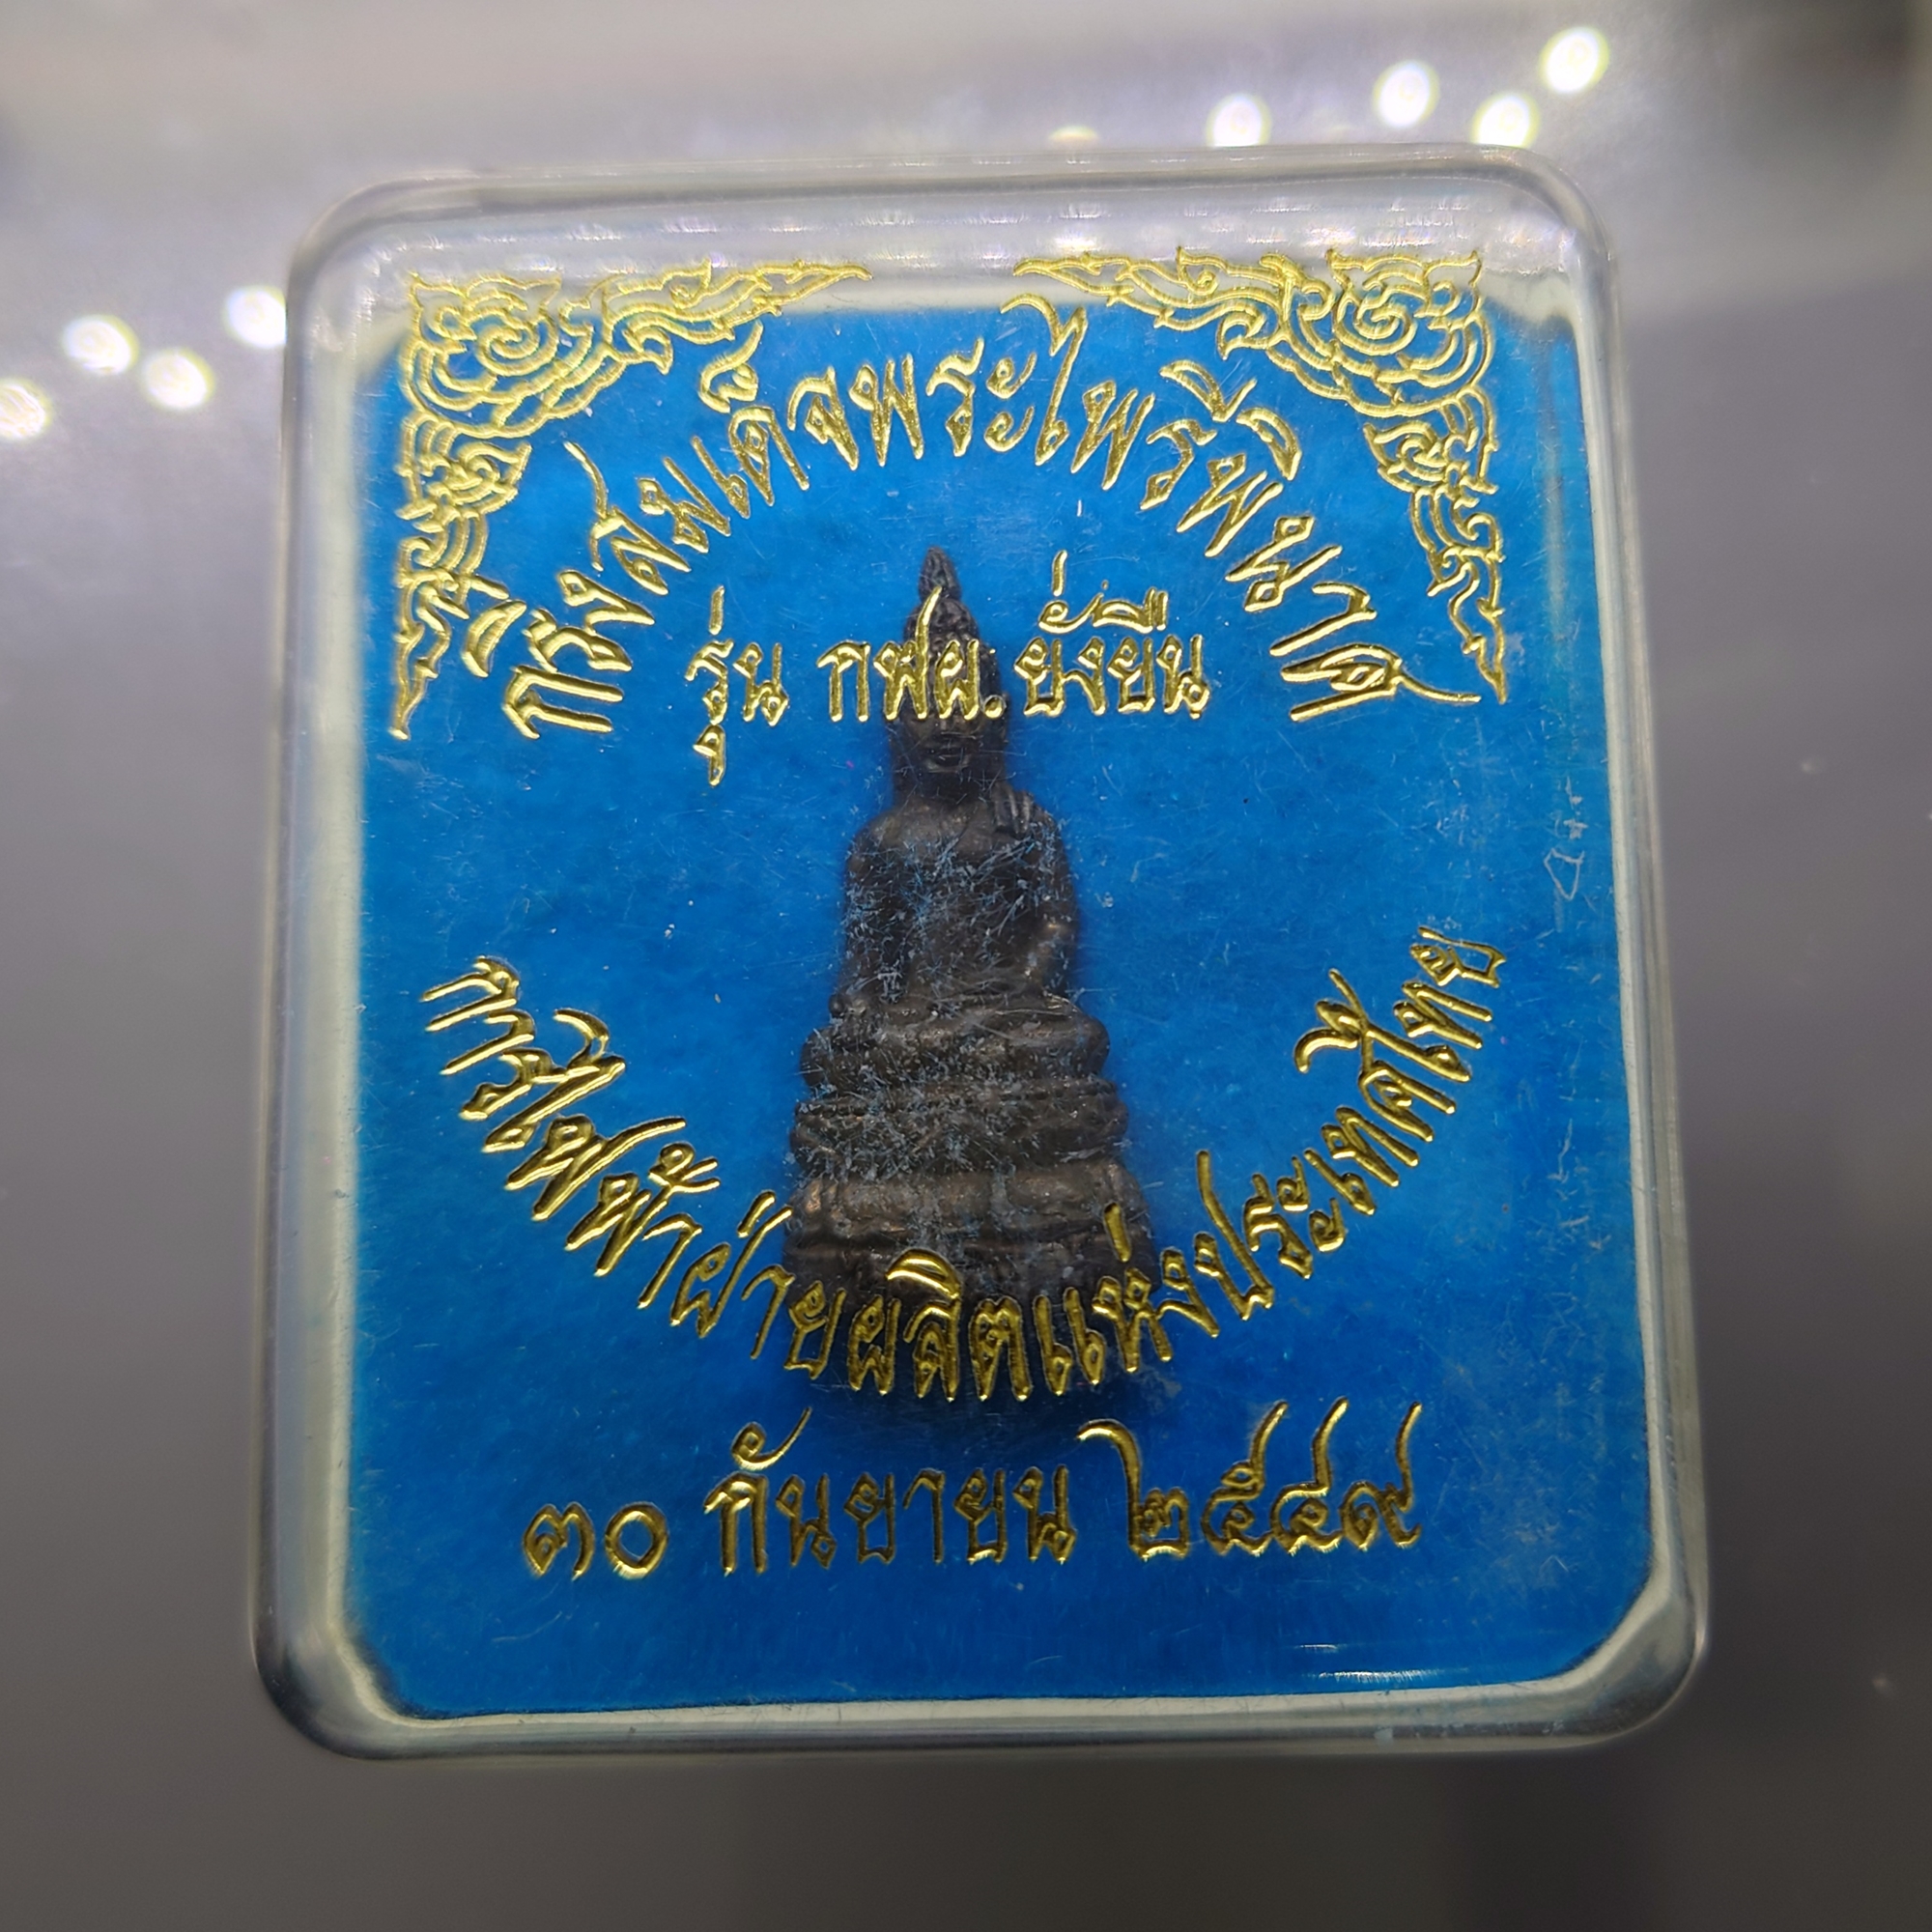 กริ่งสมเด็จพระไพรีพินาศ
รุ่น กฟผ. ยั่งยืน
การไฟฟ้าฝ่ายผลิตแห่งประเทศไทย
๓๐ กันยายน ๒๕๔๙